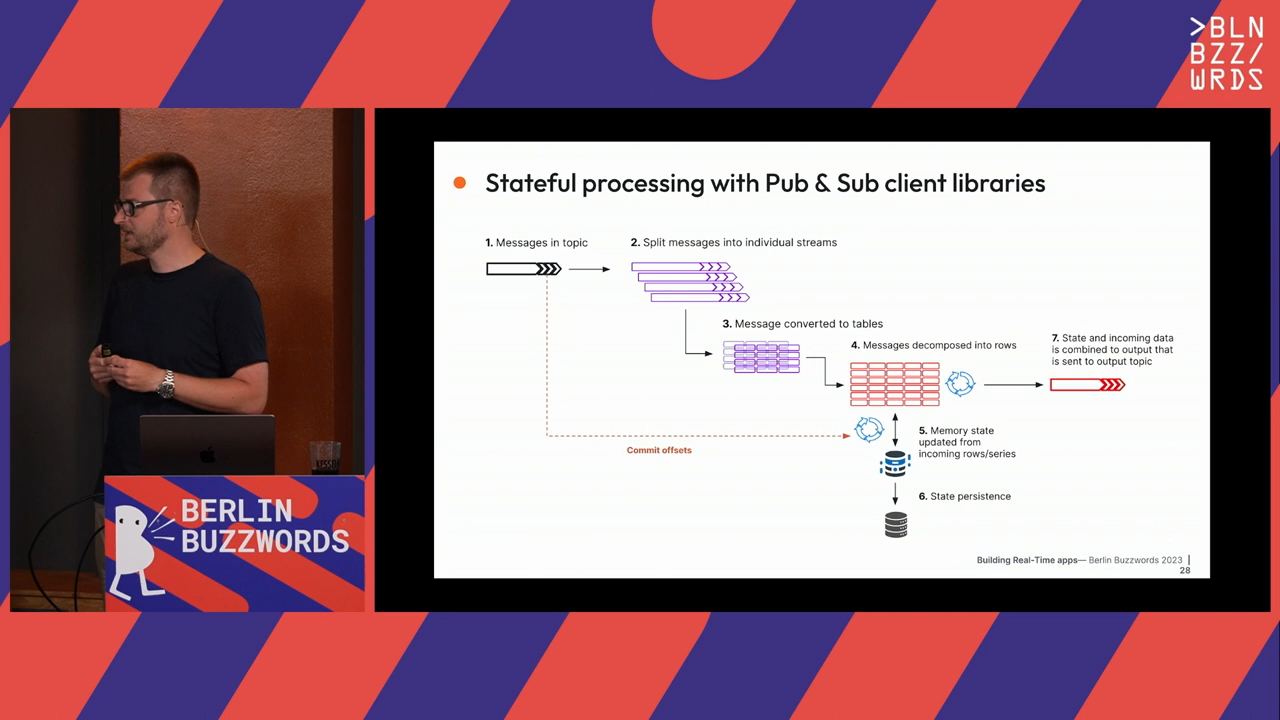 >BLN
BZZ/
WRDS
Stateful processing with Pub & Sub client libraries
1. Messages in topic
2. Split messages into individual streams
3. Message converted to tables
4. Messages decomposed into rows
7. State and incoming data
is combined to output that
is sent to output topic
5. Memory state
updated from
incoming rows/series
Commit offsets
6. State persistence
Building Real-Time apps— Berlin Buzzwords 2023 |
28
BERLIN
BUZZWORDS